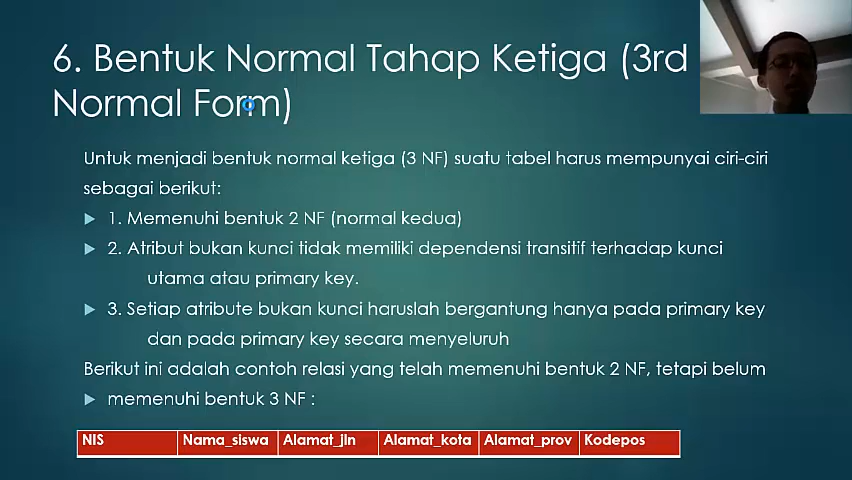 6. Bentuk Normal Tahap Ketiga (3rd
Normal Form)
Untuk menjadi bentuk normal ketiga (3 NF) suatu tabel harus mempunyai ciri-ciri
sebagai berikut:
1. Memenuhi bentuk 2 NF (normal kedua)
2. Atribut bukan kunci tidak memiliki dependensi transitif terhadap kunci
utama atau primary key.
3. Setiap atribute bukan kunci haruslah bergantung hanya pada primary key
dan pada primary key secara menyeluruh
Berikut ini adalah contoh relasi yang telah memenuhi bentuk 2 NF, tetapi belum
memenuhi bentuk 3 NF :
NIS Nama_siswa Alamat_jln Alamat_kota Alamat_prov Kodepos